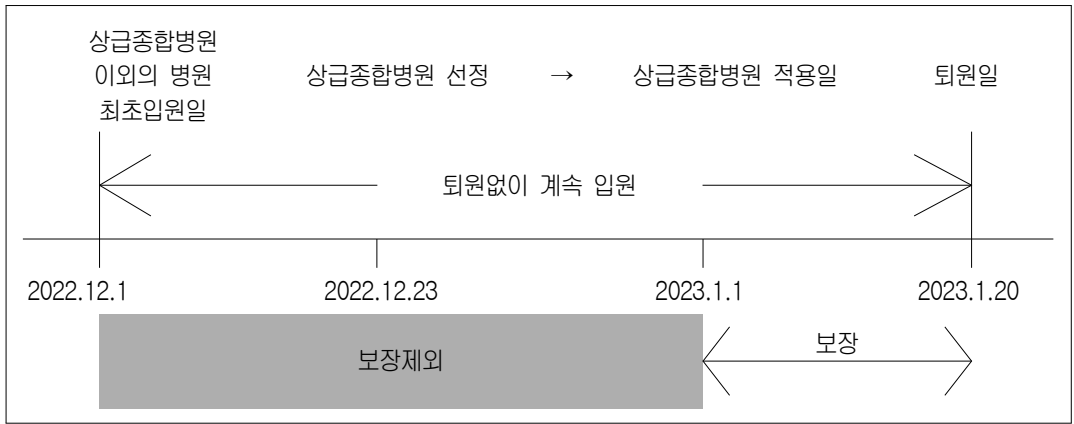 상급종합병원
이외의 병원
최초입원일
상급종합병원 선정 → 상급종합병원 적용일
퇴원일
퇴원없이 계속 입원
2022.12.1 2022.12.23 2023.1.1 2023.1.20
보장제외
보장